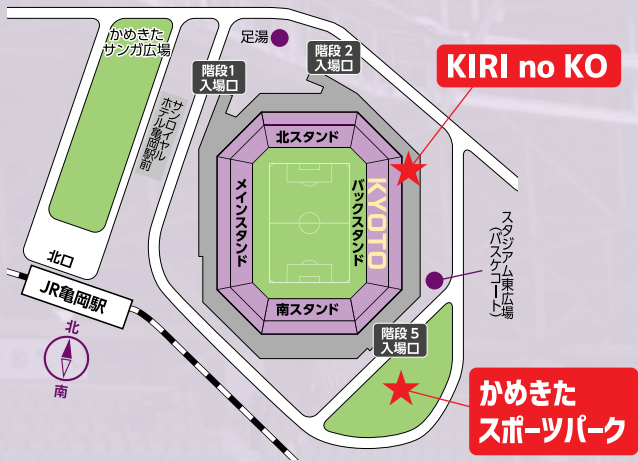 かめきた
サンガ広場
足湯
階段1
入場口
階段2
入場口
KIRI no KO
サンロイヤル
ホテル亀岡駅前
北スタンド
メインスタンド
バックスタンド
KYOTO
南スタンド
スタジアム東広場
(バスケコート)
北口
JR亀岡駅
北
南
階段5
入場口
かめきた
スポーツパーク